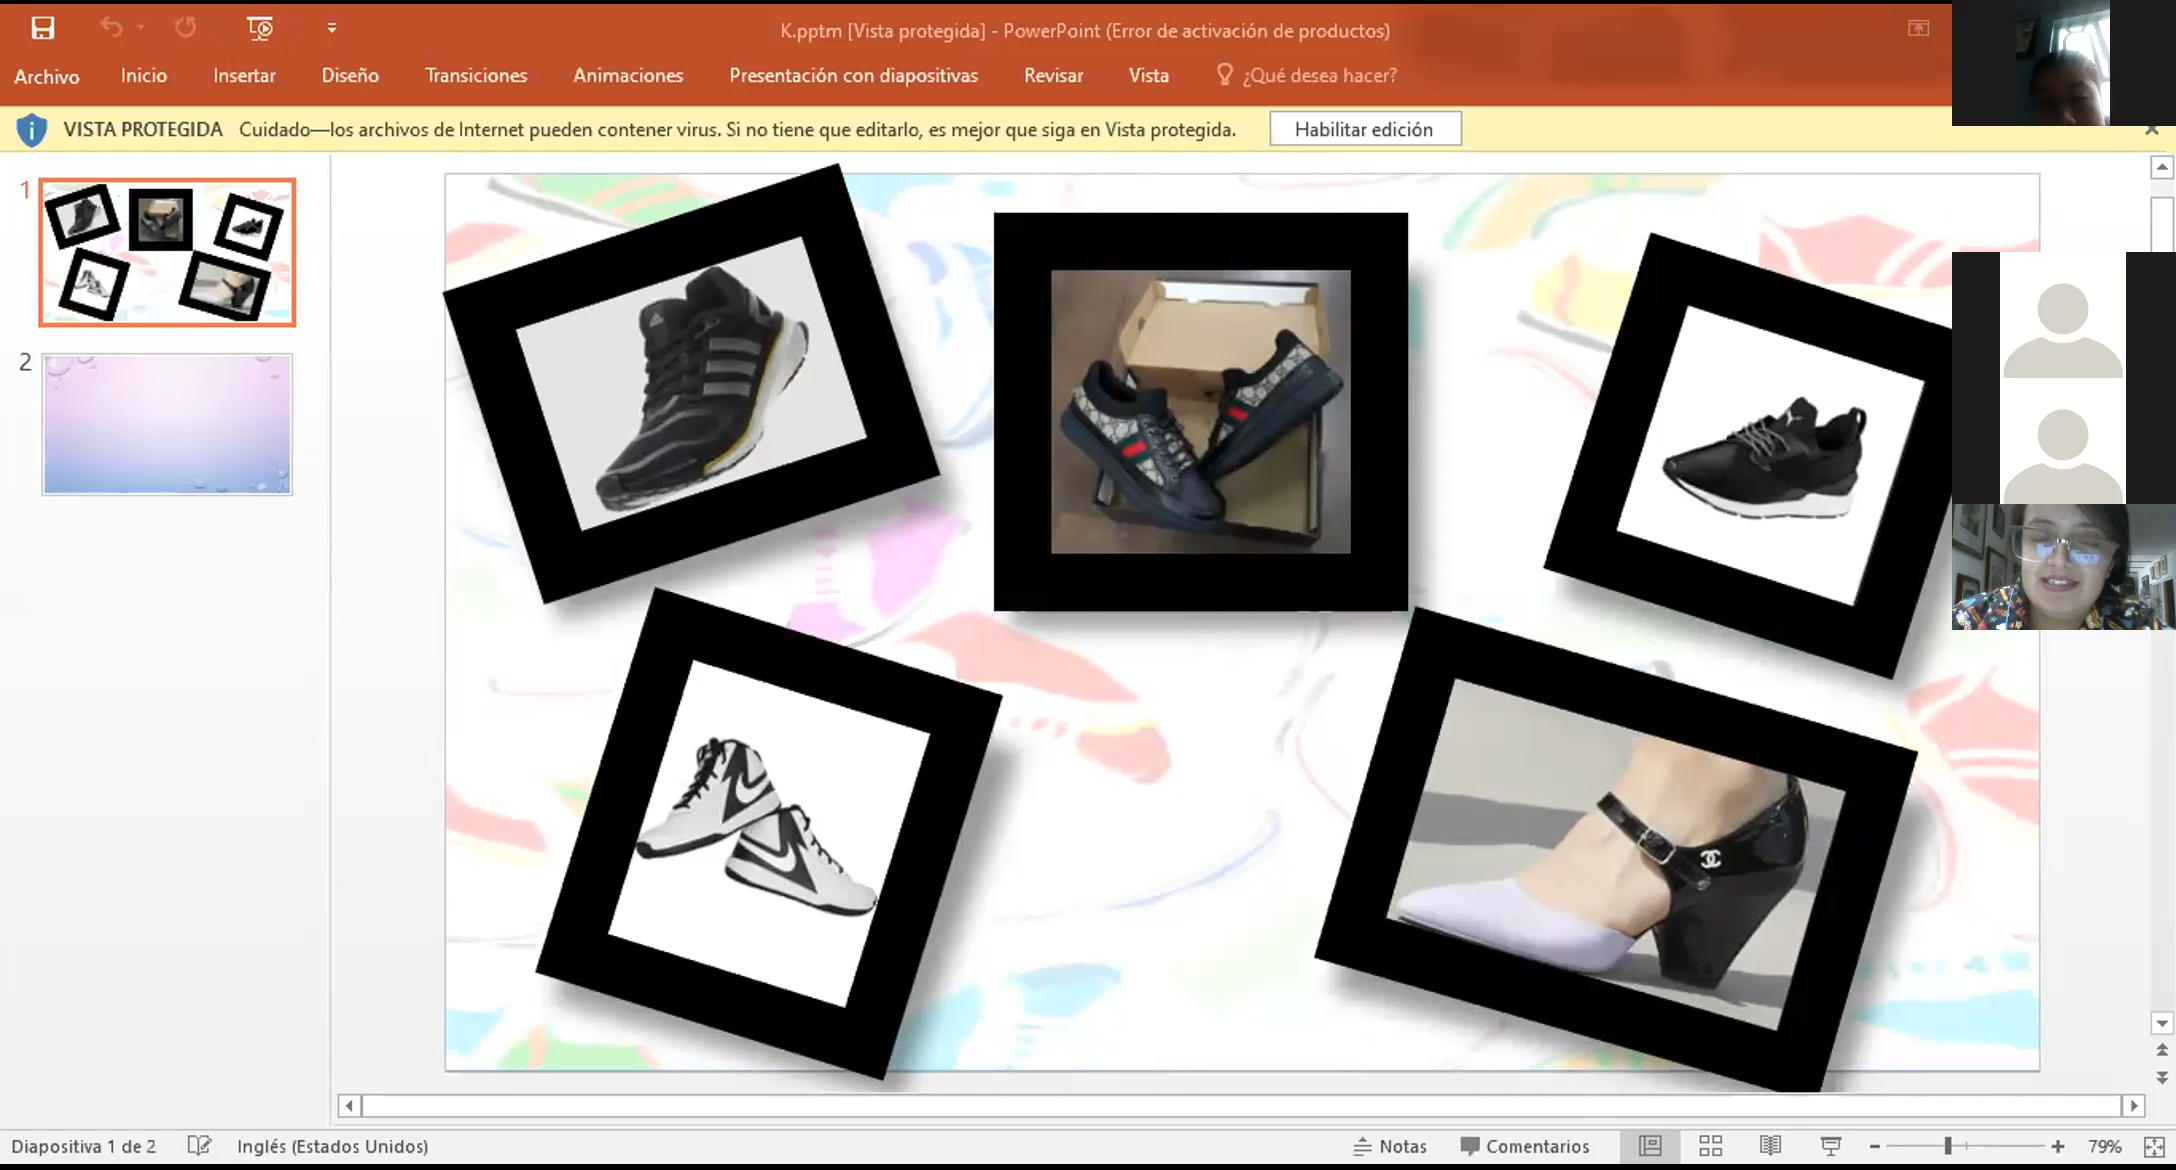 K.pptm [Vista protegida] - PowerPoint (Error de activación de productos)
Archivo Inicio Insertar Diseño Transiciones Animaciones Presentación con diapositivas Revisar Vista ¿Qué desea hacer?
VISTA PROTEGIDA Cuidado—los archivos de Internet pueden contener virus. Si no tiene que editarlo, es mejor que siga en Vista protegida. Habilitar edición
1
2
Diapositiva 1 de 2 Inglés (Estados Unidos) Notas Comentarios 79%